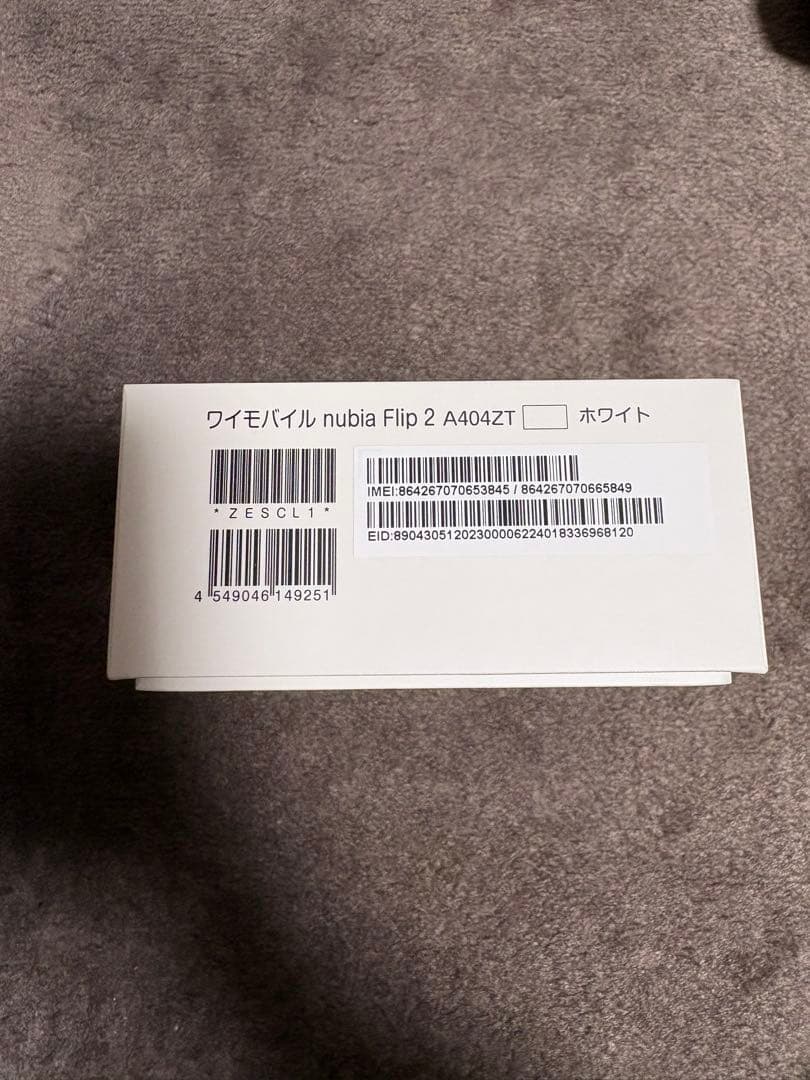 ワイモバイル nubia Flip 2 A404ZT ホワイト
*ZESCL1*
4 549046 149251
IMEI:864267070653845 / 864267070665849
EID:89043051202300006224018336968120